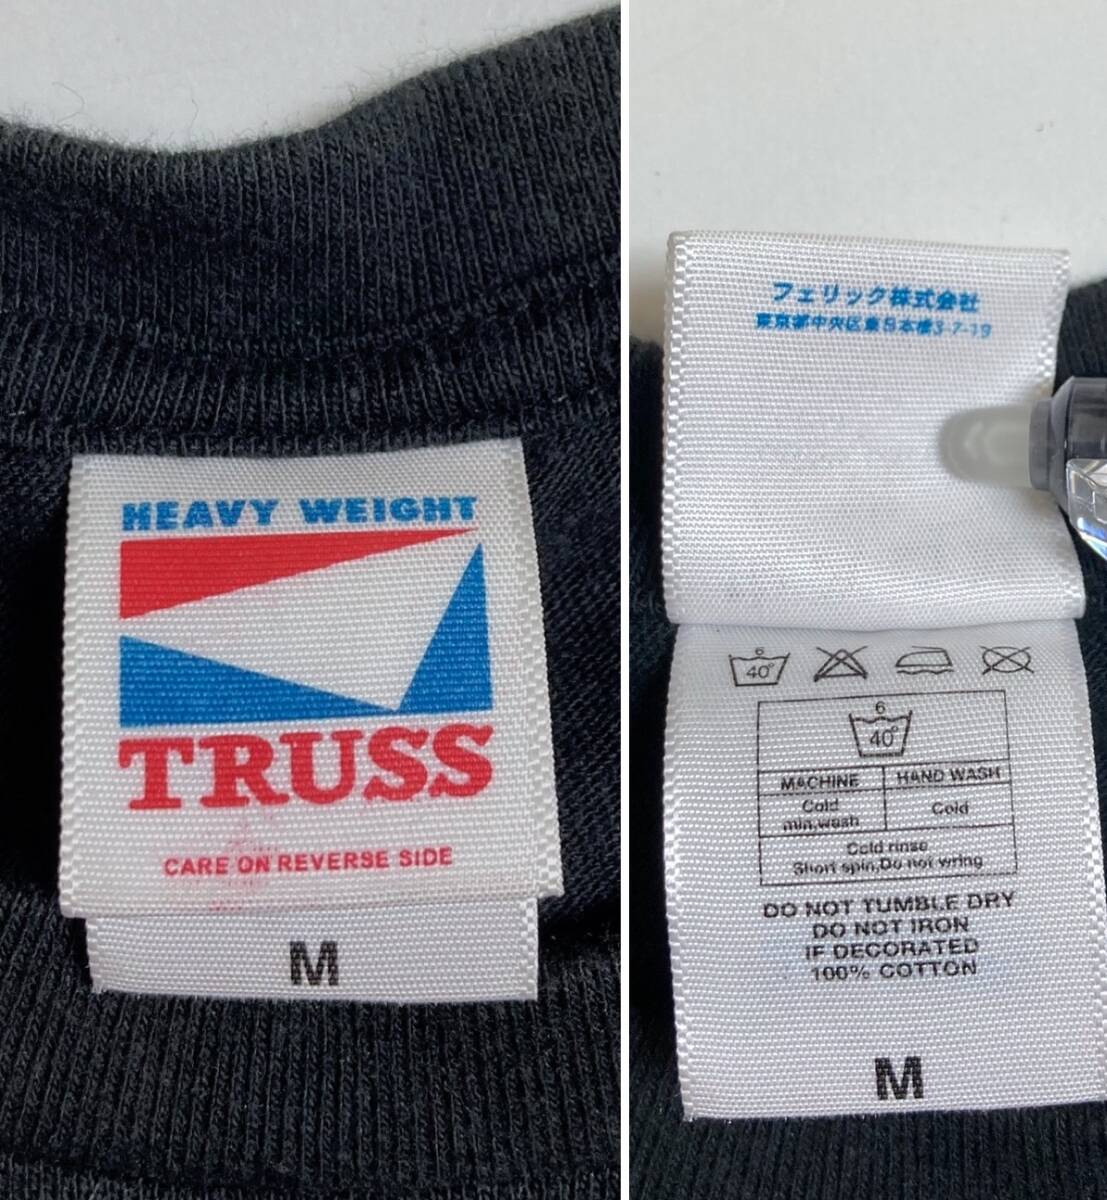 HEAVY WEIGHT
TRUSS
CARE ON REVERSE SIDE
M
フェリック株式会社
東京都中央区東日本橋3-7-19
6
40°
6
40°
MACHINE
HAND WASH
Cold
min,wash
Cold
Cold rinse
Short spin,Do not wring
DO NOT TUMBLE DRY
DO NOT IRON
IF DECORATED
100% COTTON
M